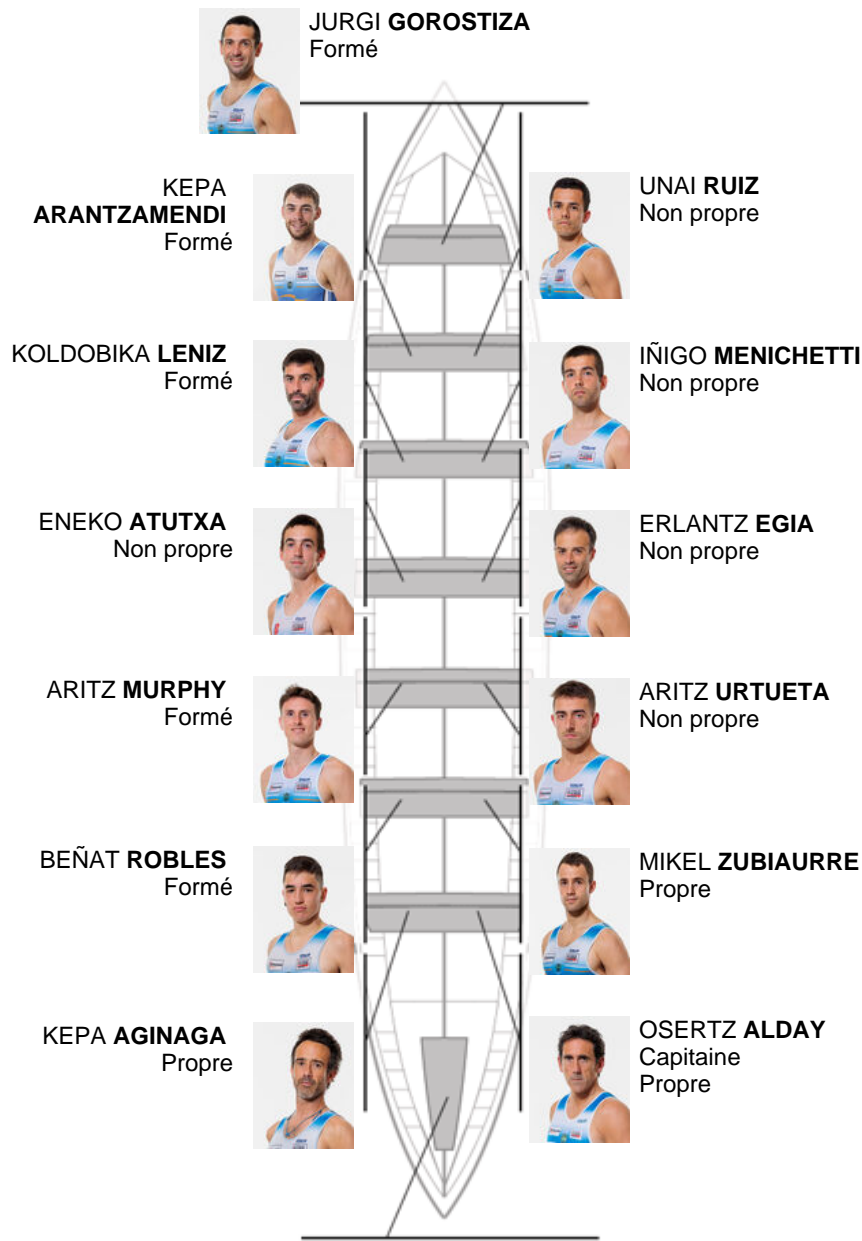 JURGI GOROSTIZA
Formé
KEPA
ARANTZAMENDI
Formé
UNAI RUIZ
Non propre
KOLDOBIKA LENIZ
Formé
IÑIGO MENICHETTI
Non propre
ENEKO ATUTXA
Non propre
ERLANTZ EGIA
Non propre
ARITZ MURPHY
Formé
ARITZ URTUETA
Non propre
BEÑAT ROBLES
Formé
MIKEL ZUBIAURRE
Propre
KEPA AGINAGA
Propre
OSERTZ ALDAY
Capitaine
Propre